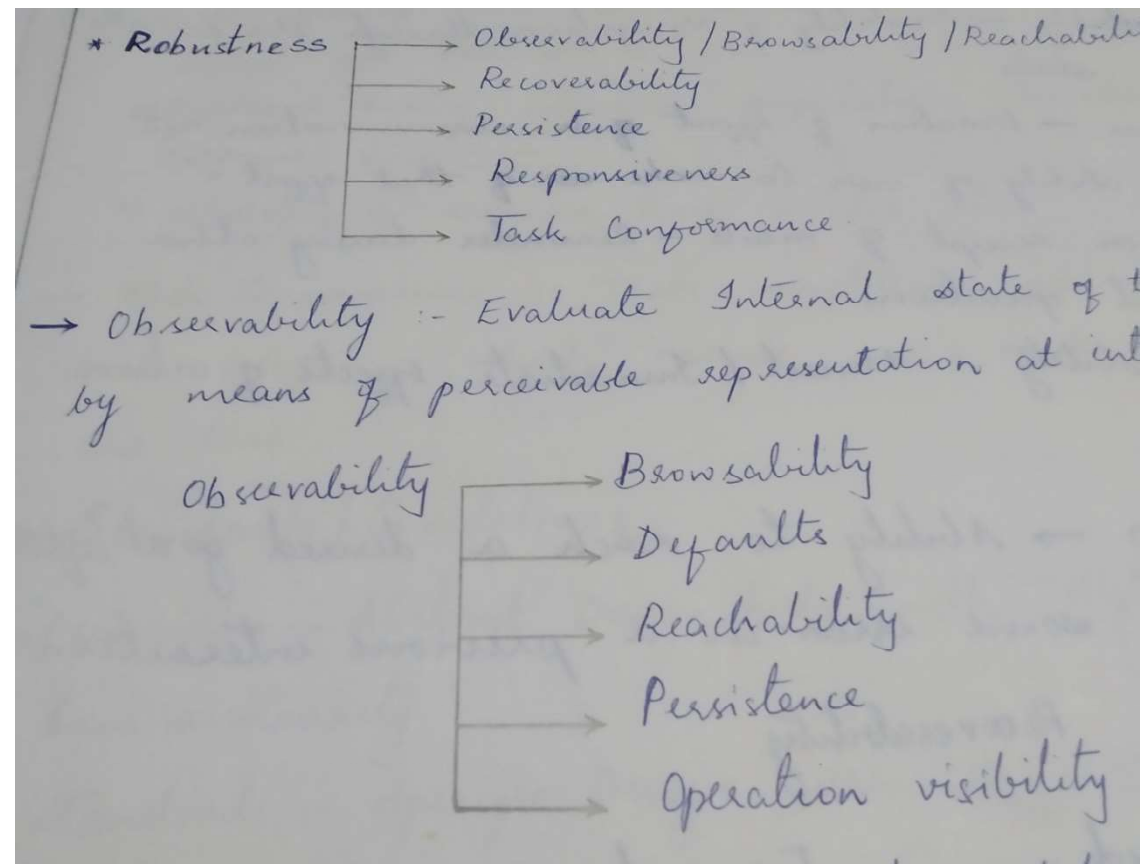 * Robustness → Observability / Browsability / Reachabili
→ Recoverability
→ Persistence
→ Responsiveness
→ Task Conformance
→ Observability :- Evaluate Internal state of t
by means of perceivable representation at int
Observability → Browsability
→ Defaults
→ Reachability
→ Persistence
→ Operation visibility